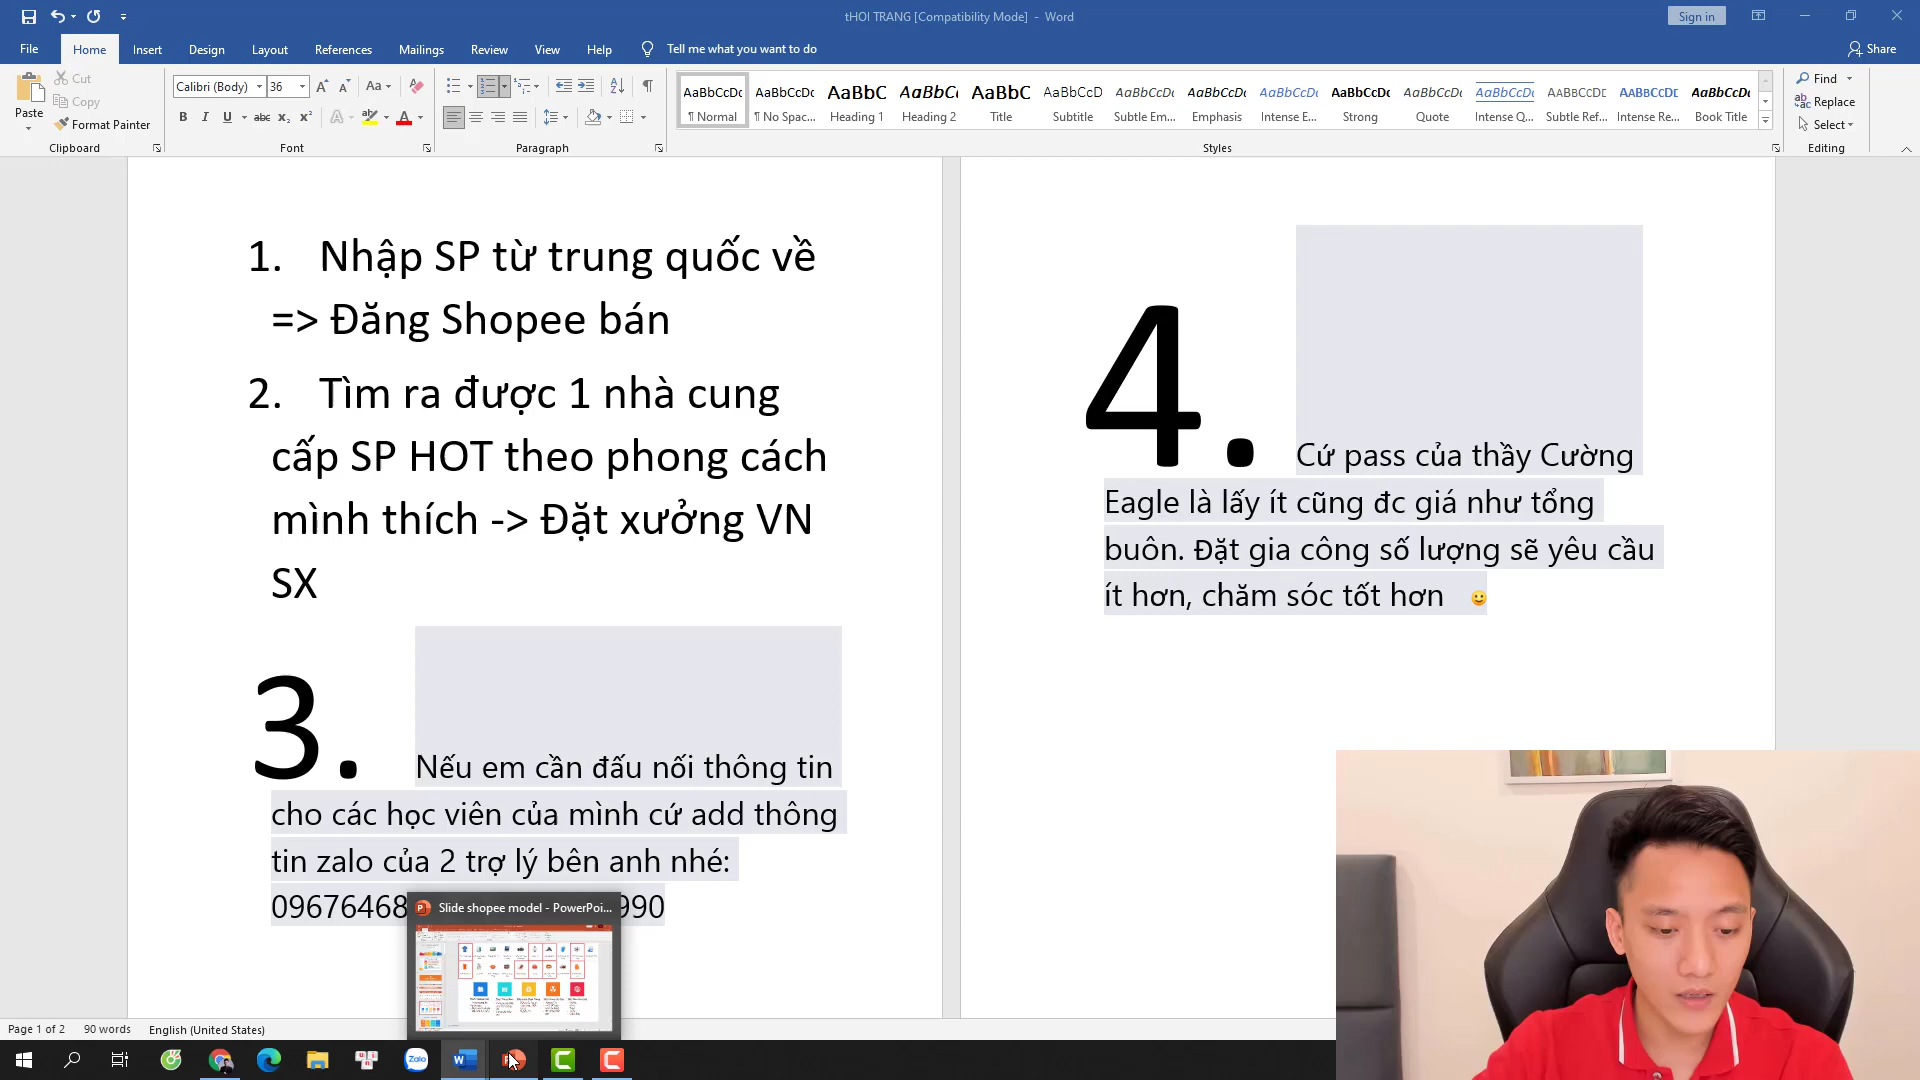 tHOI TRANG [Compatibility Mode] - Word
Sign in
File Home Insert Design Layout References Mailings Review View Help Tell me what you want to do Share
Paste
Cut
Copy
Format Painter
Clipboard
Calibri (Body) 36
Font
Paragraph
AaBbCcDc AaBbCcDc AaBbC AaBbC AaBbC AaBbCcD AaBbCcDc AaBbCcDc AaBbCcDc AaBbCcDc AaBbCcDc AaBbCcDc AABBCCDE AABBCCDE AaBbCcDc
¶ Normal ¶ No Spac... Heading 1 Heading 2 Title Subtitle Subtle Em... Emphasis Intense E... Strong Quote Intense Q... Subtle Ref... Intense Re... Book Title
Styles
Find
Replace
Select
Editing
1. Nhập SP từ trung quốc về
=> Đăng Shopee bán
2. Tìm ra được 1 nhà cung
cấp SP HOT theo phong cách
mình thích -> Đặt xưởng VN
SX
3. Nếu em cần đấu nối thông tin
cho các học viên của mình cứ add thông
tin zalo của 2 trợ lý bên anh nhé:
09676468 990
4. Cứ pass của thầy Cường
Eagle là lấy ít cũng đc giá như tổng
buôn. Đặt gia công số lượng sẽ yêu cầu
ít hơn, chăm sóc tốt hơn
Slide shopee model - PowerPoi...
Page 1 of 2 90 words English (United States)
Zalo